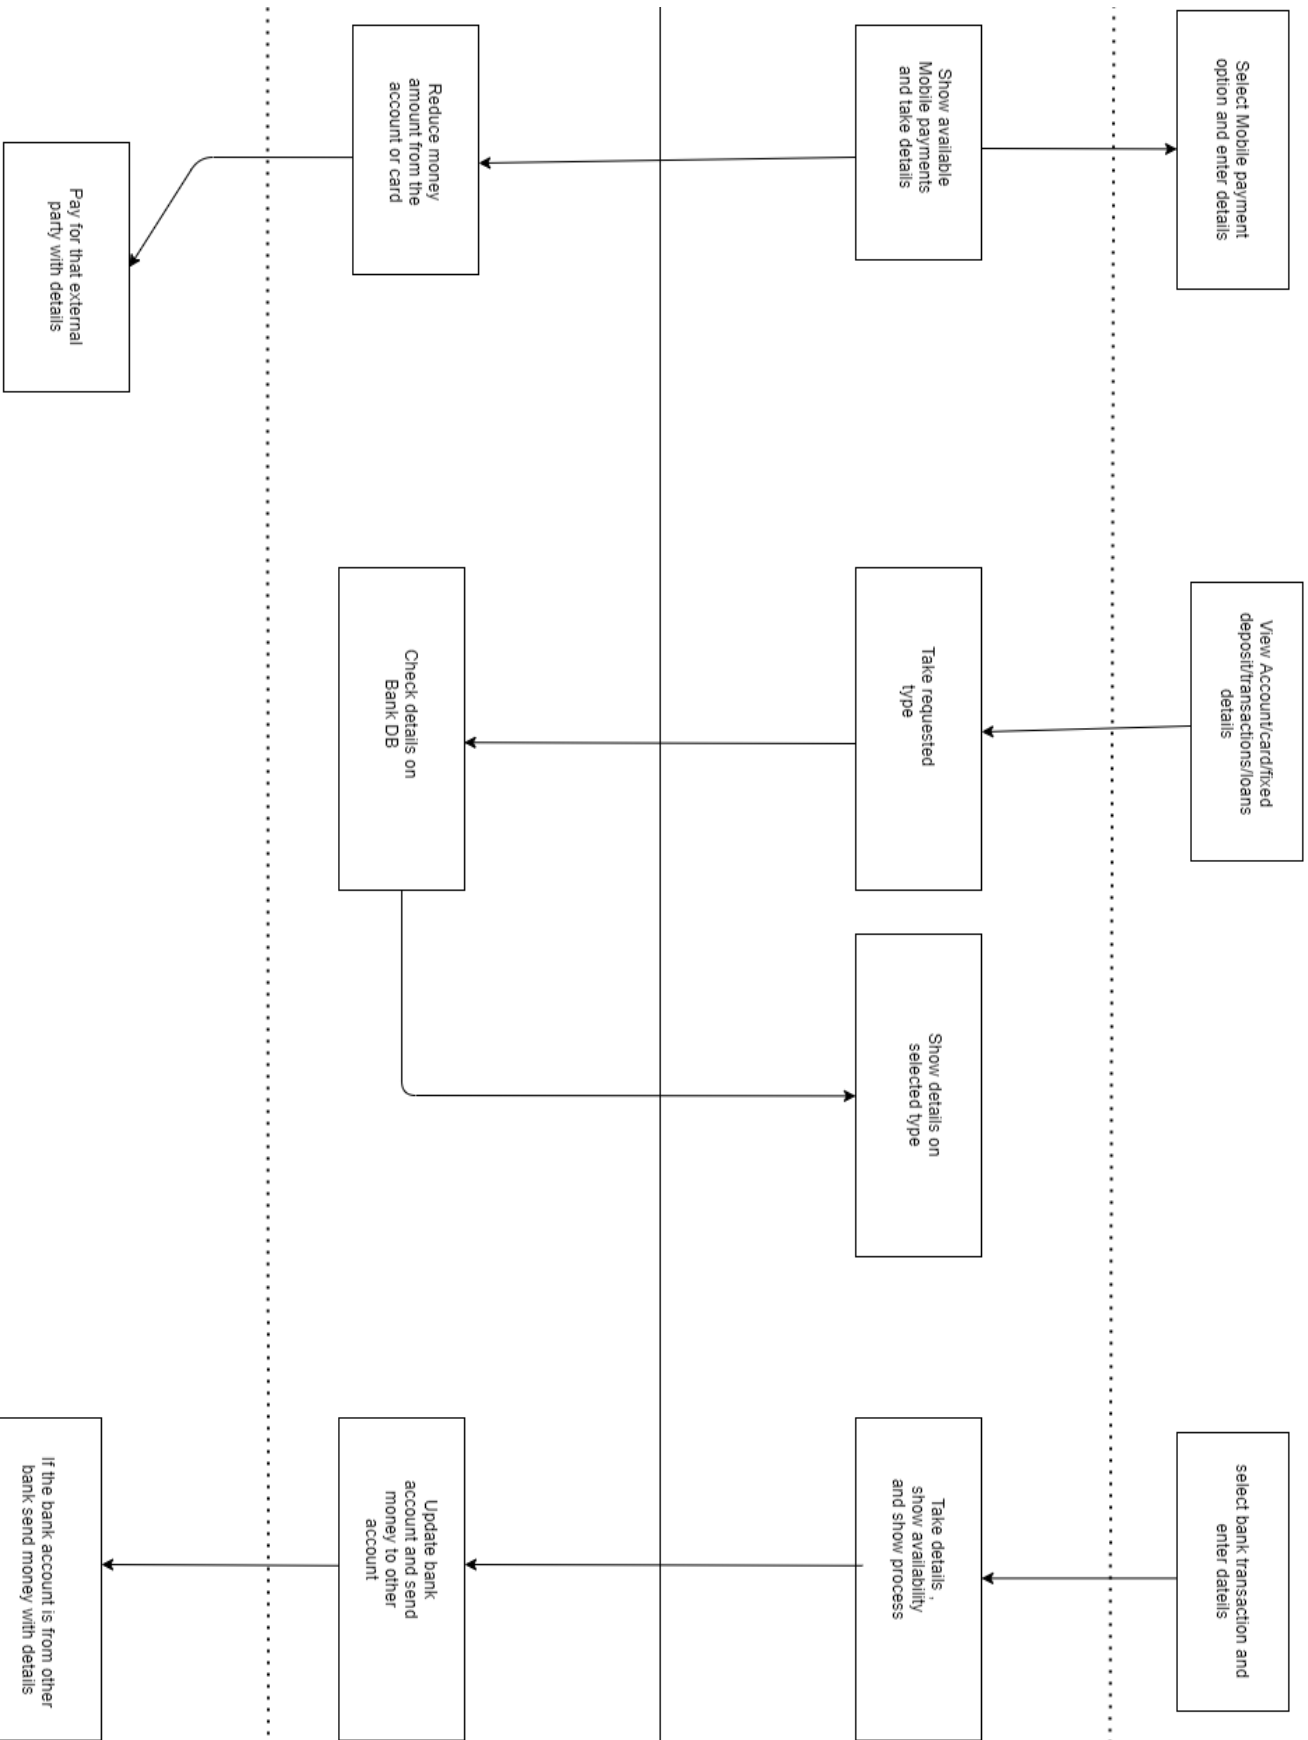 Select Mobile payment
option and enter details
View Account/card/fixed
deposit/transactions/loans
details
select bank transaction and
enter dateils
Show available
Mobile payments
and take details
Take requested
type
Show details on
selected type
Take details ,
show availability
and show process
Reduce money
amount from the
account or card
Check details on
Bank DB
Update bank
account and send
money to other
account
Pay for that external
party with details
If the bank account is from other
bank send money with details